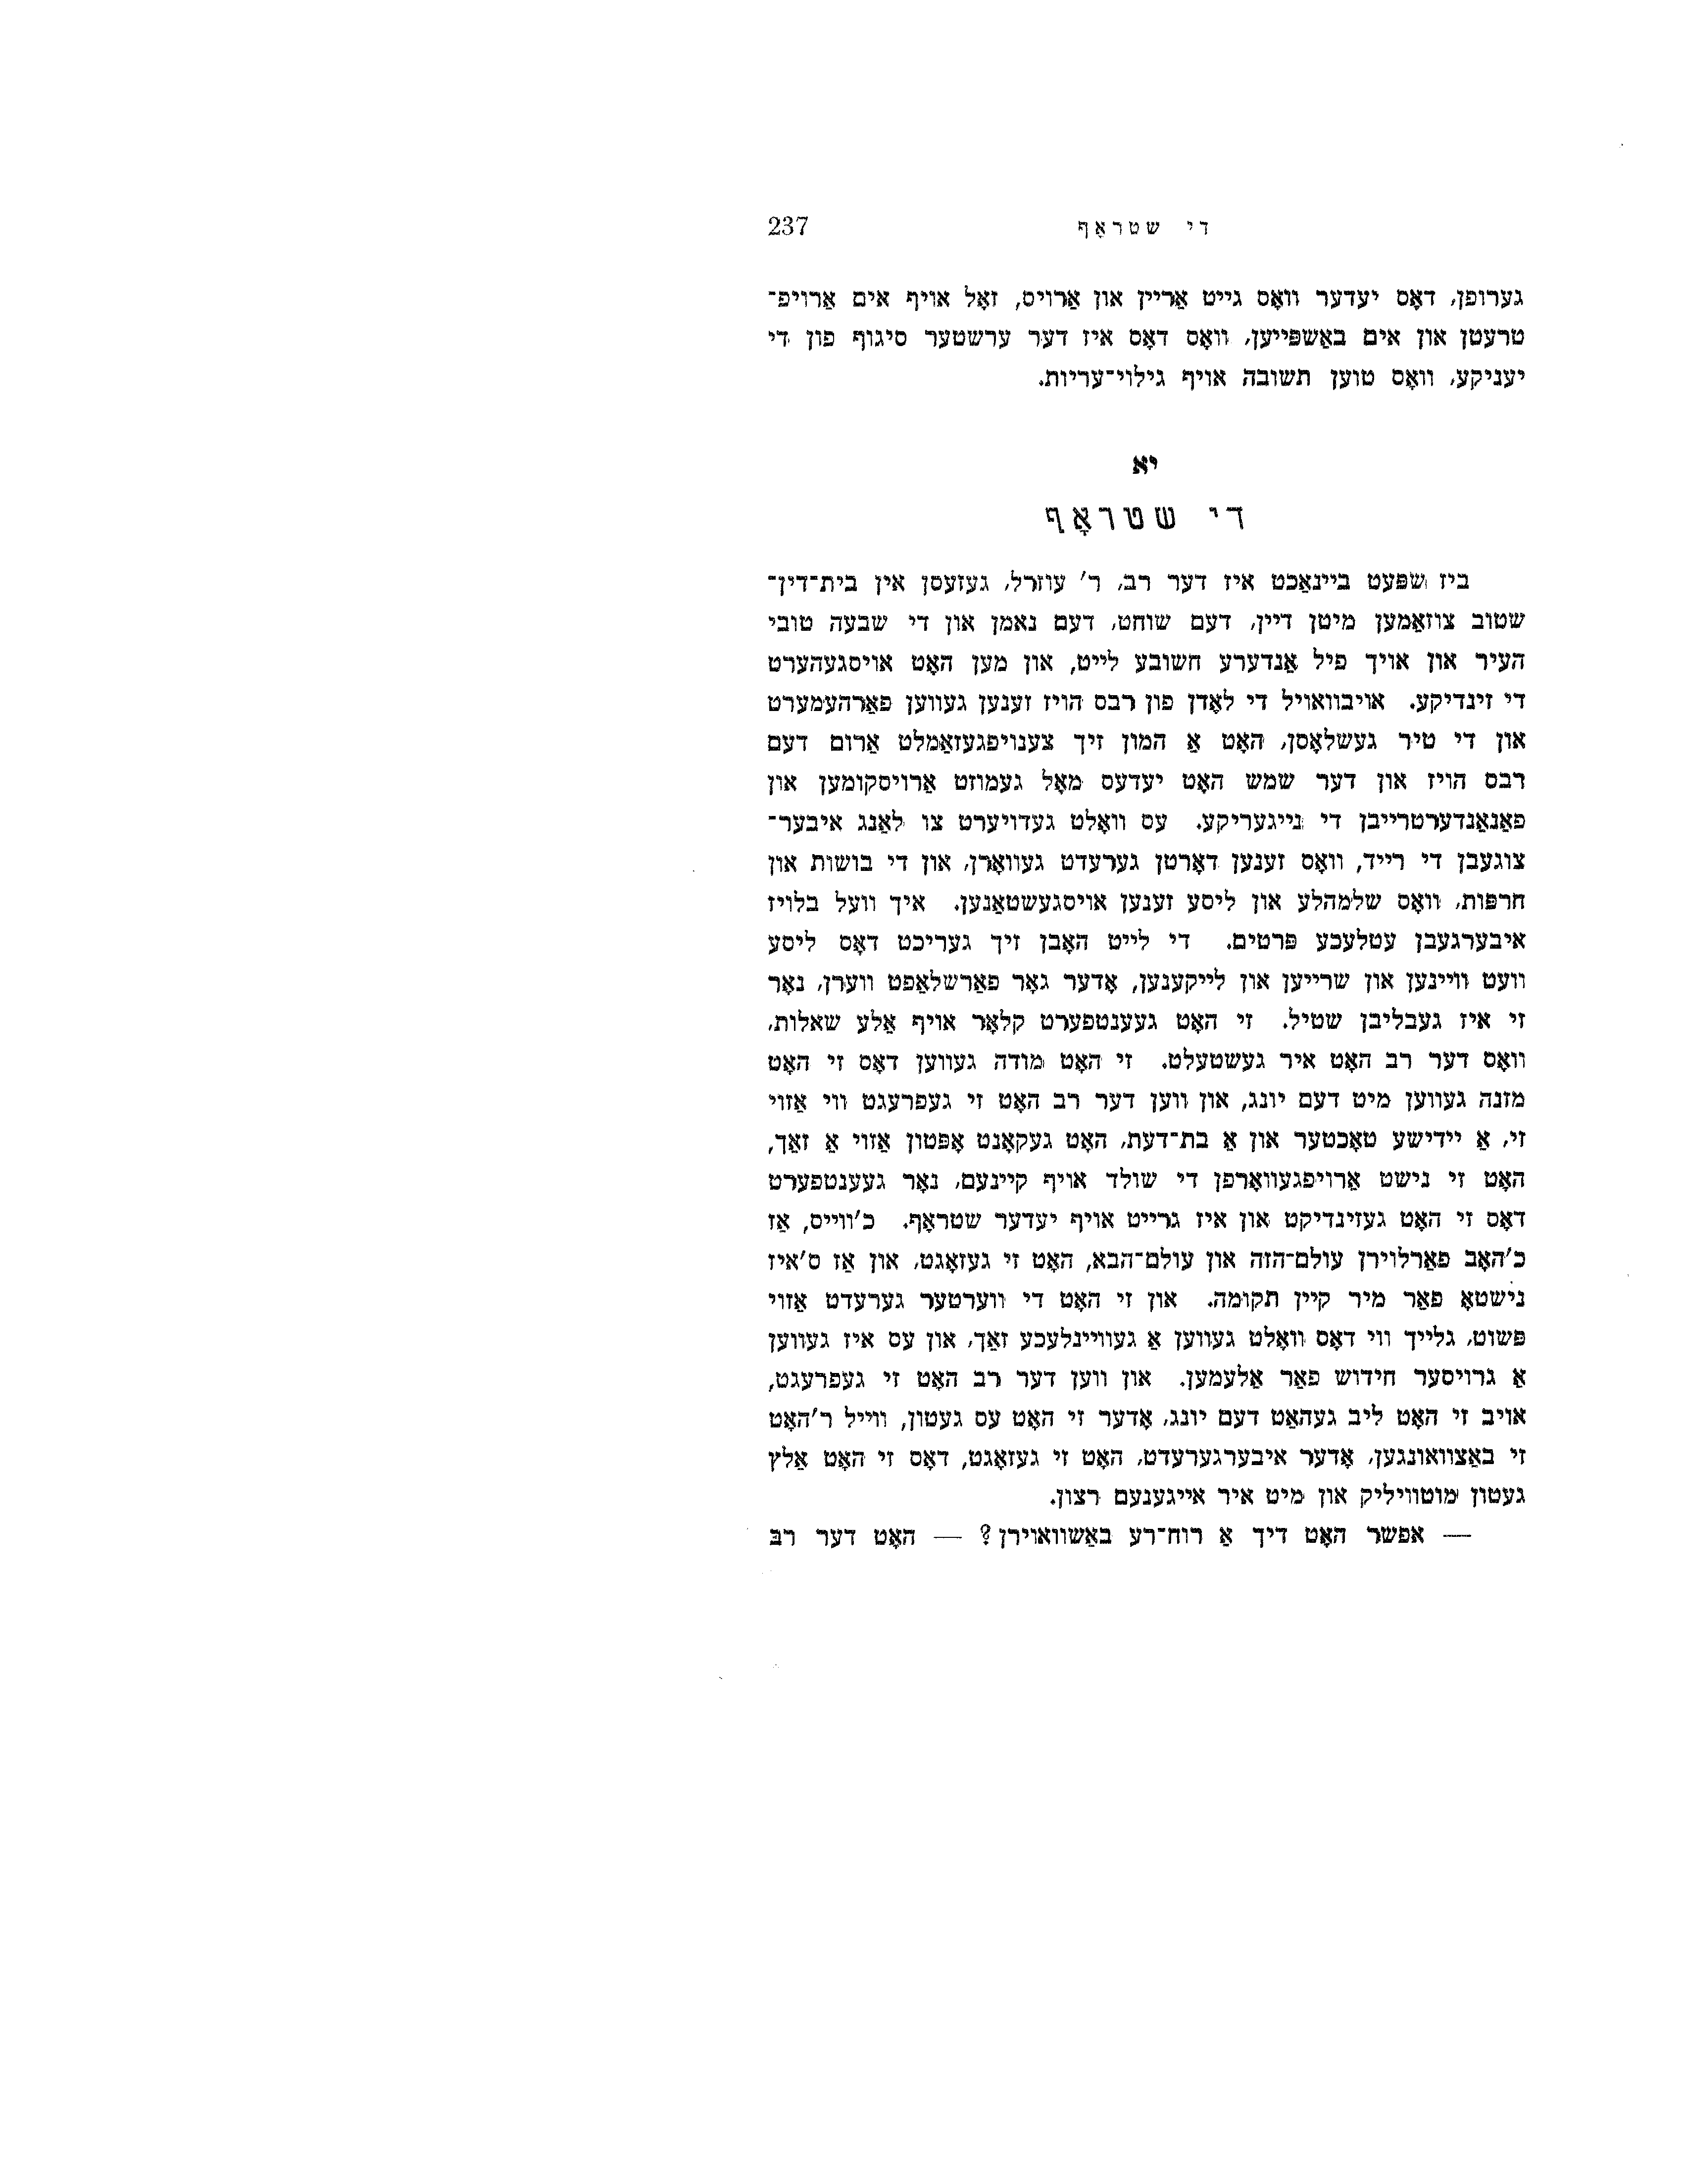 די שטראָף 237
גערופן, דאָס יעדער וואָס גייט אַריין און אַרויס, זאָל אויף אים אַרויפ־
טרעטן און אים באַשפּייען, וואָס דאָס איז דער ערשטער סיגוף פון די
יעניקע, וואָס טוען תשובה אויף גילוי־עריות.
יא
די שטראָף
ביז שפּעט ביינאַכט איז דער רב, ר' עוזרל, געזעסן אין בית־דין־
שטוב צוזאַמען מיטן דיין, דעם שוחט, דעם נאמן און די שבעה טובי
העיר און אויך פיל אַנדערע חשובע לייט, און מען האָט אויסגעהערט
די זינדיקע. אויבוואויל די לאָדן פון רבס הויז זענען געווען פאַרהעמערט
און די טיר געשלאָסן, האָט אַ המון זיך צענויפגעזאַמלט אַרום דעם
רבס הויז און דער שמש האָט יעדעס מאָל געמוזט אַרויסקומען און
פאַנאַנדערטרייבן די נייגעריקע. עס וואָלט געדויערט צו לאַנג איבער־
צוגעבן די רייד, וואָס זענען דאָרטן גערעדט געוואָרן, און די בושות און
חרפּות, וואָס שלמהלע און ליסע זענען אויסגעשטאַנען. איך וועל בלויז
איבערגעבן עטלעכע פּרטים. די לייט האָבן זיך געריכט דאָס ליסע
וועט וויינען און שרייען און לייקענען, אָדער גאָר פאַרשלאַפט ווערן, נאָר
זי איז געבליבן שטיל. זי האָט געענטפערט קלאָר אויף אַלע שאלות,
וואָס דער רב האָט איר געשטעלט. זי האָט מודה געווען דאָס זי האָט
מזנה געווען מיט דעם יונג, און ווען דער רב האָט זי געפרעגט ווי אַזוי
זי, אַ יידישע טאָכטער און אַ בת־דעת, האָט געקאָנט אָפּטון אַזוי אַ זאַך,
האָט זי נישט אַרויפגעוואָרפן די שולד אויף קיינעם, נאָר געענטפערט
דאָס זי האָט געזינדיקט און איז גרייט אויף יעדער שטראָף. כ'ווייס, אַז
כ'האָב פאַרלוירן עולם־הזה און עולם־הבא, האָט זי געזאָגט, און אַז ס'איז
נישטאָ פאַר מיר קיין תקומה. און זי האָט די ווערטער גערעדט אַזוי
פּשוט, גלייך ווי דאָס וואָלט געווען אַ געוויינלעכע זאַך, און עס איז געווען
אַ גרויסער חידוש פאַר אַלעמען. און ווען דער רב האָט זי געפרעגט,
אויב זי האָט ליב געהאַט דעם יונג, אָדער זי האָט עס געטון, ווייל ר'האָט
זי באַצוואונגען, אָדער איבערגערעדט, האָט זי געזאָגט, דאָס זי האָט אַלץ
געטון מוטוויליק און מיט איר אייגענעם רצון.
— אפשר האָט דיך אַ רוח־רע באַשוואוירן? — האָט דער רב